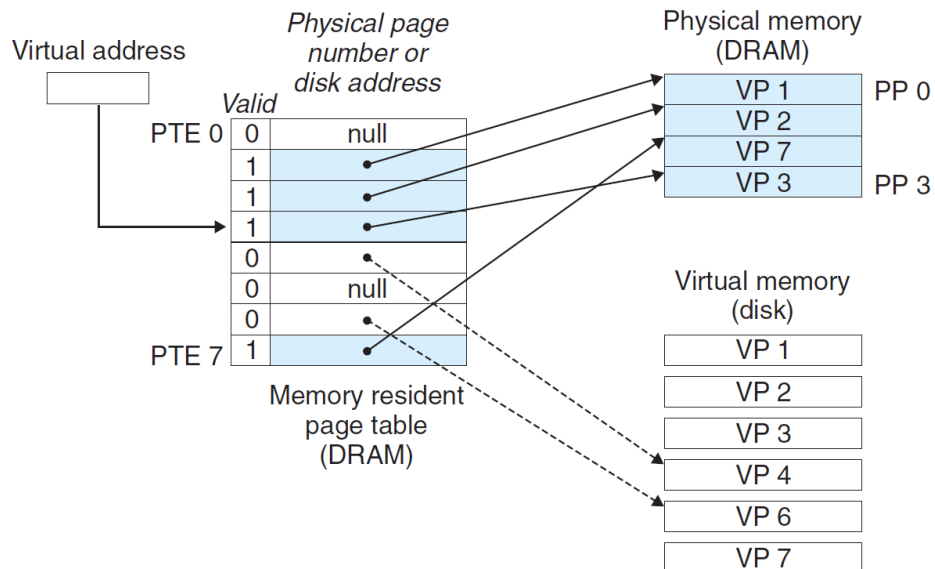 Virtual address
Physical page
number or
disk address
Valid
PTE 0
0
null
1
1
1
0
0
null
0
PTE 7
1
Memory resident
page table
(DRAM)
Physical memory
(DRAM)
VP 1
PP 0
VP 2
VP 7
VP 3
PP 3
Virtual memory
(disk)
VP 1
VP 2
VP 3
VP 4
VP 6
VP 7